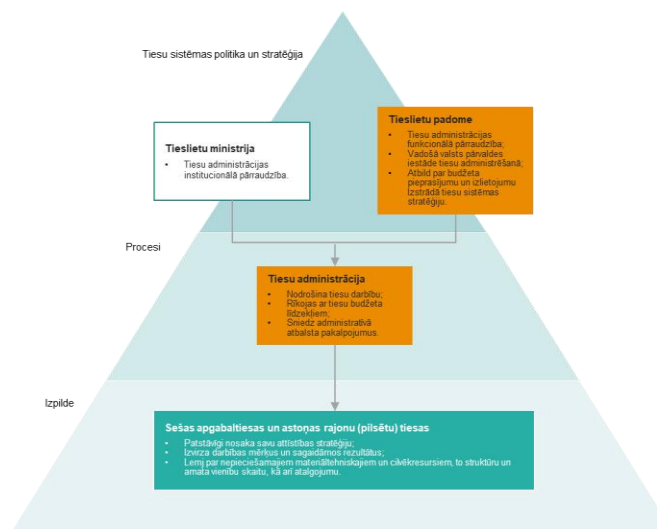 Tiesu sistēmas politika un stratēģija
Tieslietu ministrija
• Tiesu administrācijas
institucionālā pārraudzība.
Tieslietu padome
• Tiesu administrācijas
funkcionālā pārraudzība;
• Vadošā valsts pārvaldes
iestāde tiesu administrēšanā;
• Atbild par budžeta
pieprasījumu un izlietojumu
Izstrādā tiesu sistēmas
stratēģiju.
Procesi
Tiesu administrācija
• Nodrošina tiesu darbību;
• Rīkojas ar tiesu budžeta
līdzekļiem;
• Sniedz administratīvā
atbalsta pakalpojumus.
Izpilde
Sešas apgabaltiesas un astoņas rajonu (pilsētu) tiesas
• Patstāvīgi nosaka savu attīstības stratēģiju;
• Izvirza darbības mērķus un sagaidāmos rezultātus;
• Lemj par nepieciešamajiem materiāltehniskajiem un cilvēkresursiem, to struktūru un
amata vienību skaitu, kā arī atalgojumu.